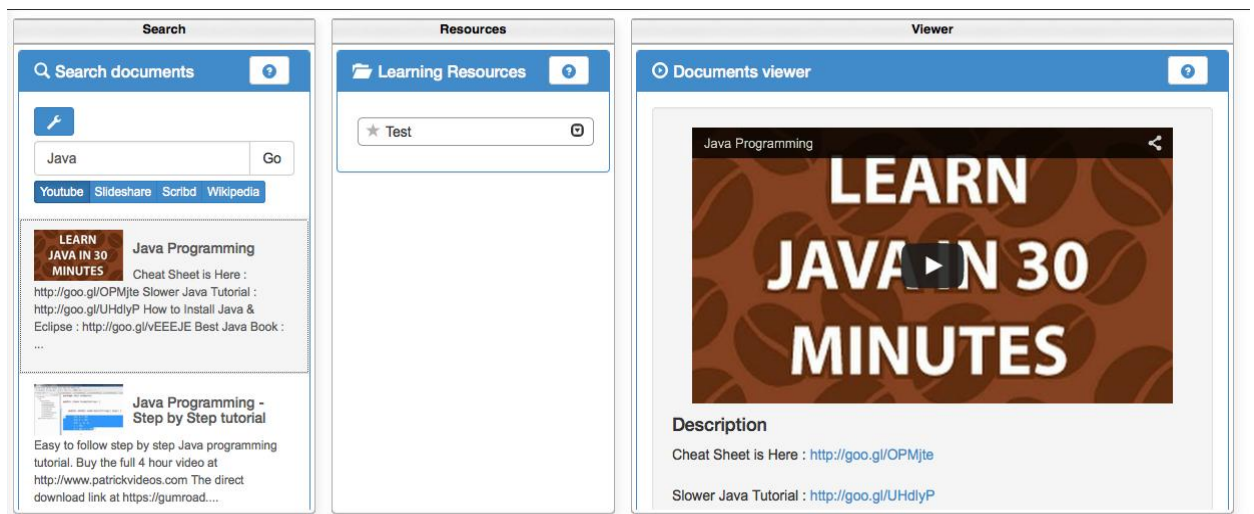 Search
Search documents
Java
Go
Youtube Slideshare Scribd Wikipedia
LEARN
JAVA IN 30
MINUTES
Java Programming
Cheat Sheet is Here :
http://goo.gl/OPMjte Slower Java Tutorial :
http://goo.gl/UHdlyP How to Install Java &
Eclipse : http://goo.gl/vEEEJE Best Java Book :
...
Java Programming -
Step by Step tutorial
Easy to follow step by step Java programming
tutorial. Buy the full 4 hour video at
http://www.patrickvideos.com The direct
download link at https://gumroad....
Resources
Learning Resources
Test
Viewer
Documents viewer
Java Programming
LEARN
JAVA IN 30
MINUTES
Description
Cheat Sheet is Here : http://goo.gl/OPMjte
Slower Java Tutorial : http://goo.gl/UHdlyP